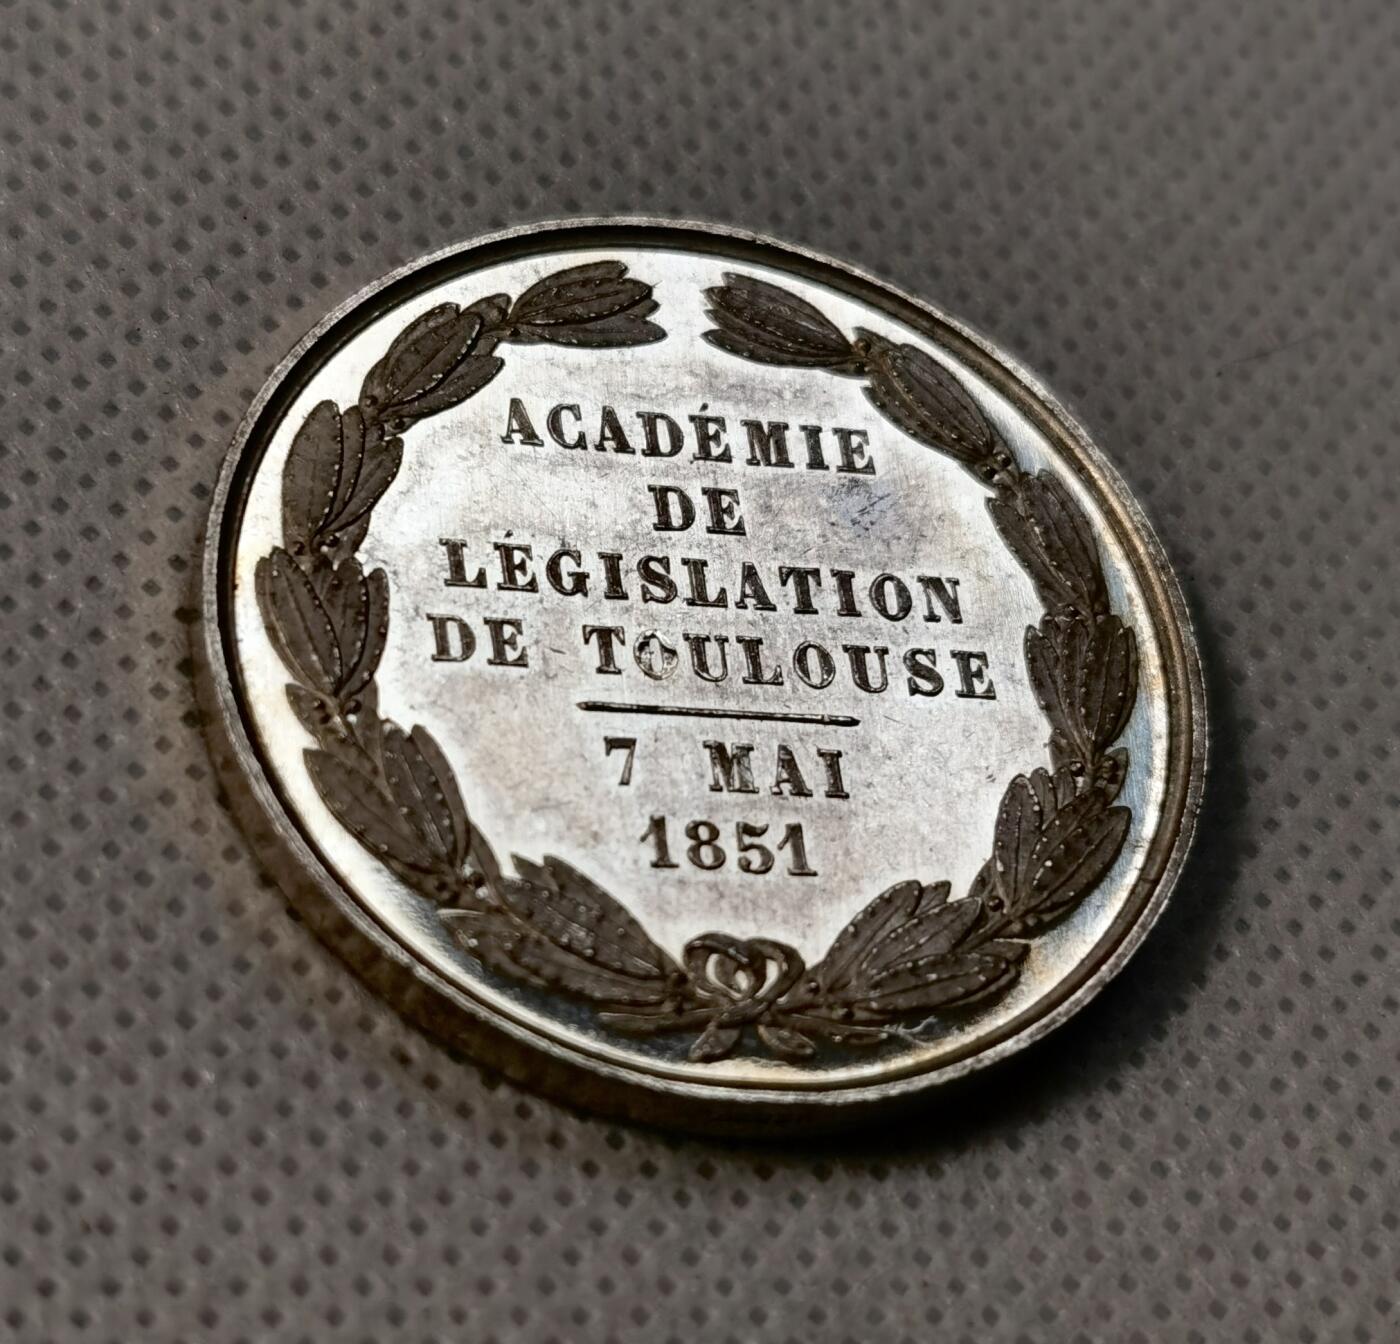 ACADÉMIE
DE
LÉGISLATION
DE TOULOUSE
7 MAI
1851